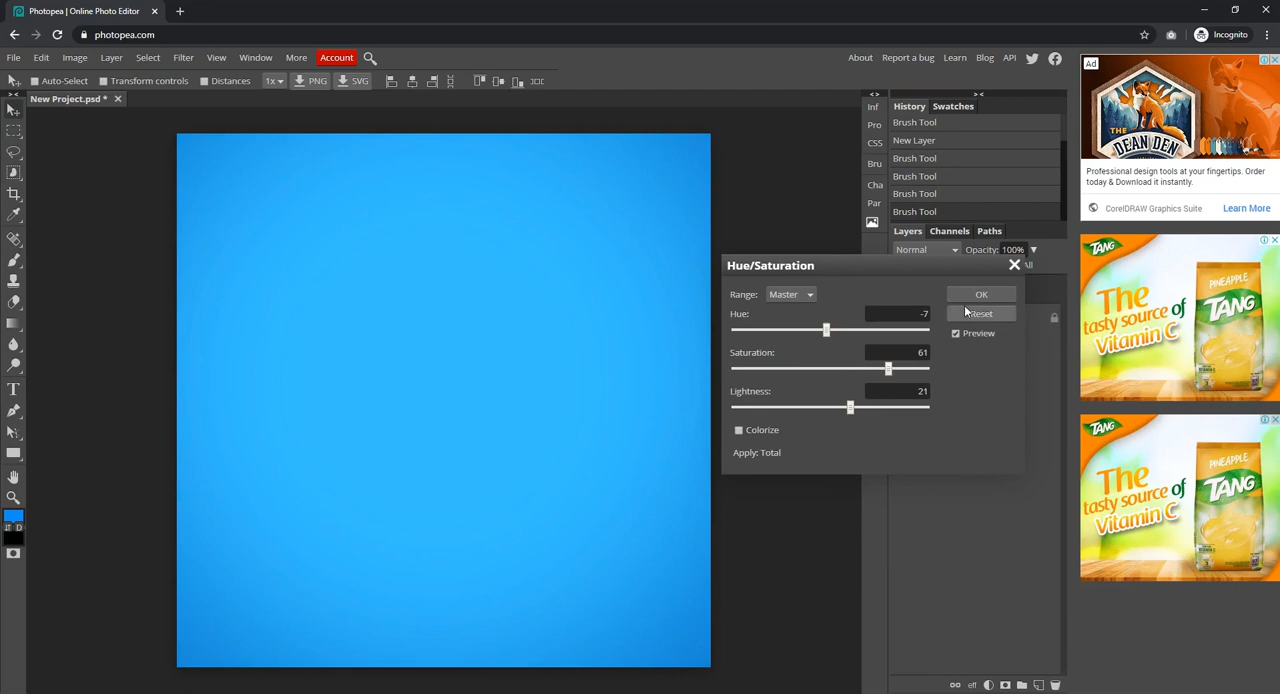 Photopea | Online Photo Editor
photopea.com
Incognito
File Edit Image Layer Select Filter View Window More Account
About Report a bug Learn Blog API
Auto-Select Transform controls Distances 1x PNG SVG
New Project.psd *
Inf
Pro
CSS
Bru
Cha
Par
History Swatches
Brush Tool
New Layer
Brush Tool
Brush Tool
Brush Tool
Brush Tool
Layers Channels Paths
Normal Opacity: 100%
All
Hue/Saturation
Range: Master
OK
Hue: -7
Reset
Preview
Saturation: 61
Lightness: 21
Colorize
Apply: Total
D
Ad
THE
DEAN DEN
Professional design tools at your fingertips. Order
today & Download it instantly.
CorelDRAW Graphics Suite Learn More
TANG
The
tasty source of
Vitamin C
PINEAPPLE
TANG
TANG
The
tasty source of
Vitamin C
PINEAPPLE
TANG
eff